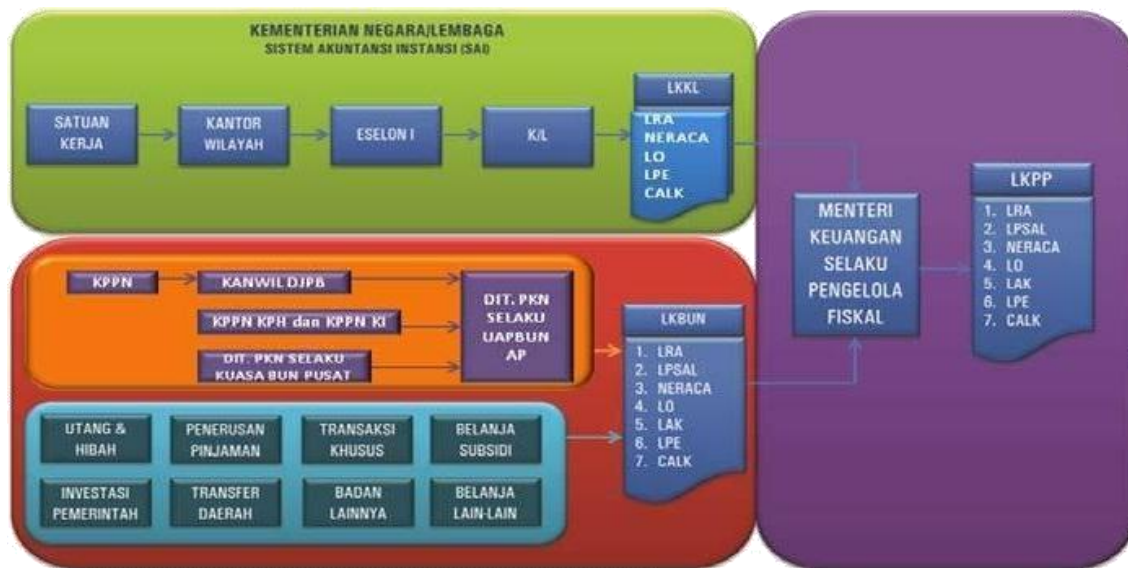 KEMENTERIAN NEGARA/LEMBAGA
SISTEM AKUNTANSI INSTANSI (SAI)
SATUAN
KERJA
KANTOR
WILAYAH
ESELON I
K/L
LKKL
LRA
NERACA
LO
LPE
CALK
KPPN
KANWIL DJPB
KPPN KPH dan KPPN KI
DIT. PKN SELAKU
KUASA BUN PUSAT
DIT. PKN
SELAKU
UAPBUN
AP
UTANG &
HIBAH
PENERUSAN
PINJAMAN
TRANSAKSI
KHUSUS
BELANJA
SUBSIDI
INVESTASI
PEMERINTAH
TRANSFER
DAERAH
BADAN
LAINNYA
BELANJA
LAIN-LAIN
LKBUN
1. LRA
2. LPSAL
3. NERACA
4. LO
5. LAK
6. LPE
7. CALK
MENTERI
KEUANGAN
SELAKU
PENGELOLA
FISKAL
LKPP
1. LRA
2. LPSAL
3. NERACA
4. LO
5. LAK
6. LPE
7. CALK